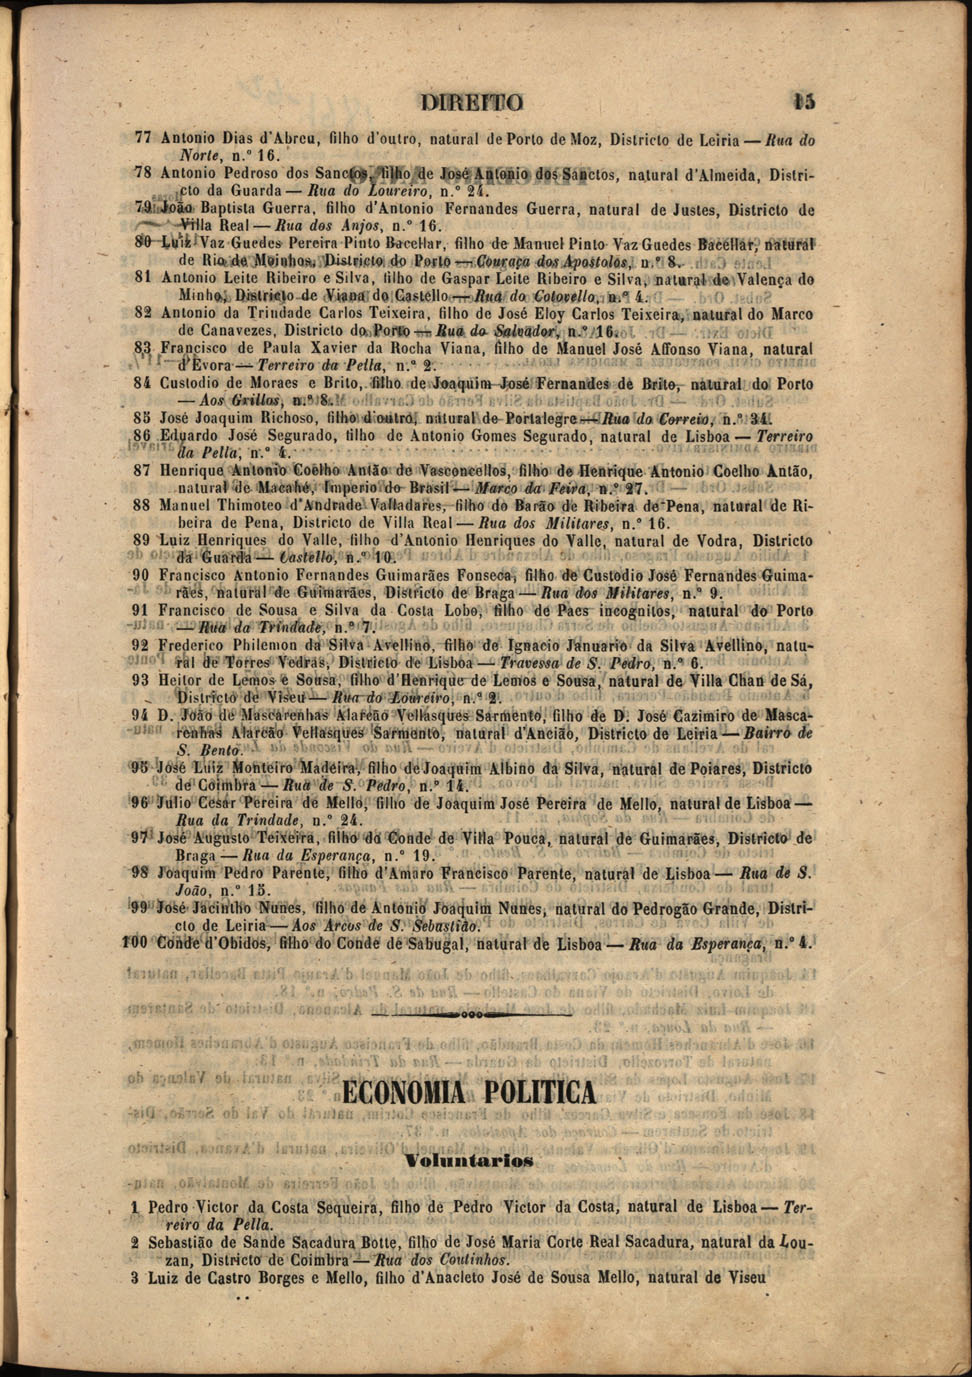 DIREITO 15
77 Antonio Dias d'Abreu, filho d'outro, natural de Porto de Moz, Districto de Leiria — Rua do
Norte, n.º 16.
78 Antonio Pedroso dos Sanctos, filho de José Antonio dos Sanctos, natural d'Almeida, Distri-
cto da Guarda — Rua do Loureiro, n.º 24.
79 João Baptista Guerra, filho d'Antonio Fernandes Guerra, natural de Justes, Districto de
Villa Real — Rua dos Anjos, n.º 16.
80 Luiz Vaz Guedes Pereira Pinto Bacellar, filho de Manuel Pinto Vaz Guedes Bacellar, natural
de Rio de Moinhos, Districto do Porto — Couraça dos Apostolos, n.º 8.
81 Antonio Leite Ribeiro e Silva, filho de Gaspar Leite Ribeiro e Silva, natural de Valença do
Minho, Districto de Viana do Castello — Rua do Cotovello, n.º 4.
82 Antonio da Trindade Carlos Teixeira, filho de José Eloy Carlos Teixeira, natural do Marco
de Canavezes, Districto do Porto — Rua do Salvador, n.º 16.
83 Francisco de Paula Xavier da Rocha Viana, filho de Manuel José Affonso Viana, natural
d'Evora — Terreiro da Pella, n.º 2.
84 Custodio de Moraes e Brito, filho de Joaquim José Fernandes de Brito, natural do Porto
— Aos Grillos, n.º 8.
85 José Joaquim Richoso, filho d'outro, natural de Portalegre — Rua do Correio, n.º 34.
86 Eduardo José Segurado, filho de Antonio Gomes Segurado, natural de Lisboa — Terreiro
da Pella, n.º 4.
87 Henrique Antonio Coelho Antão de Vasconcellos, filho de Henrique Antonio Coelho Antão,
natural de Macahé, Imperio do Brasil — Marco da Feira, n.º 27.
88 Manuel Thimoteo d'Andrade Valladares, filho do Barão de Ribeira de Pena, natural de Ri-
beira de Pena, Districto de Villa Real — Rua dos Militares, n.º 16.
89 Luiz Henriques do Valle, filho d'Antonio Henriques do Valle, natural de Vodra, Districto
da Guarda — Castello, n.º 10.
90 Francisco Antonio Fernandes Guimarães Fonseca, filho de Custodio José Fernandes Guima-
rães, natural de Guimarães, Districto de Braga — Rua dos Militares, n.º 9.
91 Francisco de Sousa e Silva da Costa Lobo, filho de Paes incognitos, natural do Porto
— Rua da Trindade, n.º 7.
92 Frederico Philemon da Silva Avellino, filho de Ignacio Januario da Silva Avellino, natu-
ral de Torres Vedras, Districto de Lisboa — Travessa de S. Pedro, n.º 6.
93 Heitor de Lemos e Sousa, filho d'Henrique de Lemos e Sousa, natural de Villa Chan de Sá,
Districto de Viseu — Rua do Loureiro, n.º 2.
94 D. João de Mascarenhas Alarcão Vellasques Sarmento, filho de D. José Cazimiro de Masca-
renhas Alarcão Vellasques Sarmento, natural d'Ancião, Districto de Leiria — Bairro de
S. Bento.
95 José Luiz Monteiro Madeira, filho de Joaquim Albino da Silva, natural de Poiares, Districto
de Coimbra — Rua de S. Pedro, n.º 14.
96 Julio Cesar Pereira de Mello, filho de Joaquim José Pereira de Mello, natural de Lisboa —
Rua da Trindade, n.º 24.
97 José Augusto Teixeira, filho do Conde de Villa Pouca, natural de Guimarães, Districto de
Braga — Rua da Esperança, n.º 19.
98 Joaquim Pedro Parente, filho d'Amaro Francisco Parente, natural de Lisboa — Rua de S.
João, n.º 15.
99 José Jacintho Nunes, filho de Antonio Joaquim Nunes, natural do Pedrogão Grande, Distri-
cto de Leiria — Aos Arcos de S. Sebastião.
100 Conde d'Obidos, filho do Conde de Sabugal, natural de Lisboa — Rua da Esperança, n.º 4.
ECONOMIA POLITICA
Voluntarios
1 Pedro Victor da Costa Sequeira, filho de Pedro Victor da Costa, natural de Lisboa — Ter-
reiro da Pella.
2 Sebastião de Sande Sacadura Botte, filho de José Maria Corte Real Sacadura, natural da Lou-
zan, Districto de Coimbra — Rua dos Coutinhos.
3 Luiz de Castro Borges e Mello, filho d'Anacleto José de Sousa Mello, natural de Viseu